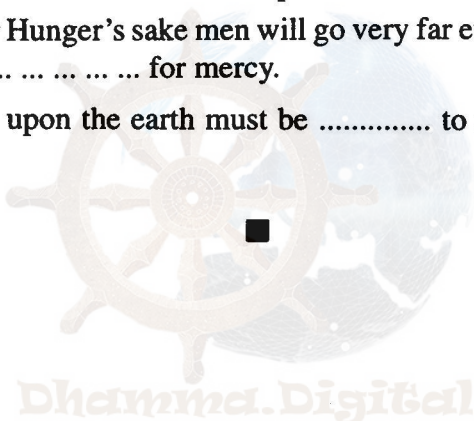 Hunger's sake men will go very far e
.. ... ... ... ... for mercy.
upon the earth must be .............. to
Dhamma.Digital